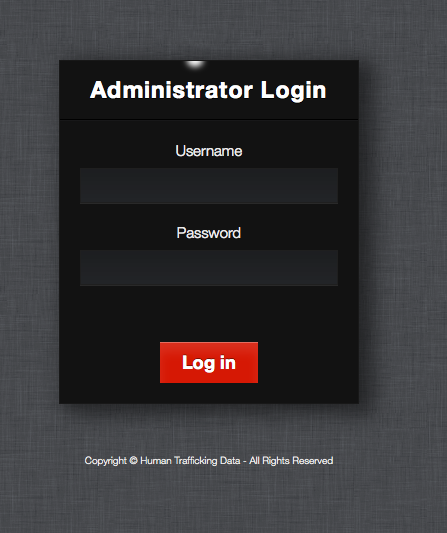 Administrator Login
Username
Password
Log in
Copyright © Human Trafficking Data - All Rights Reserved